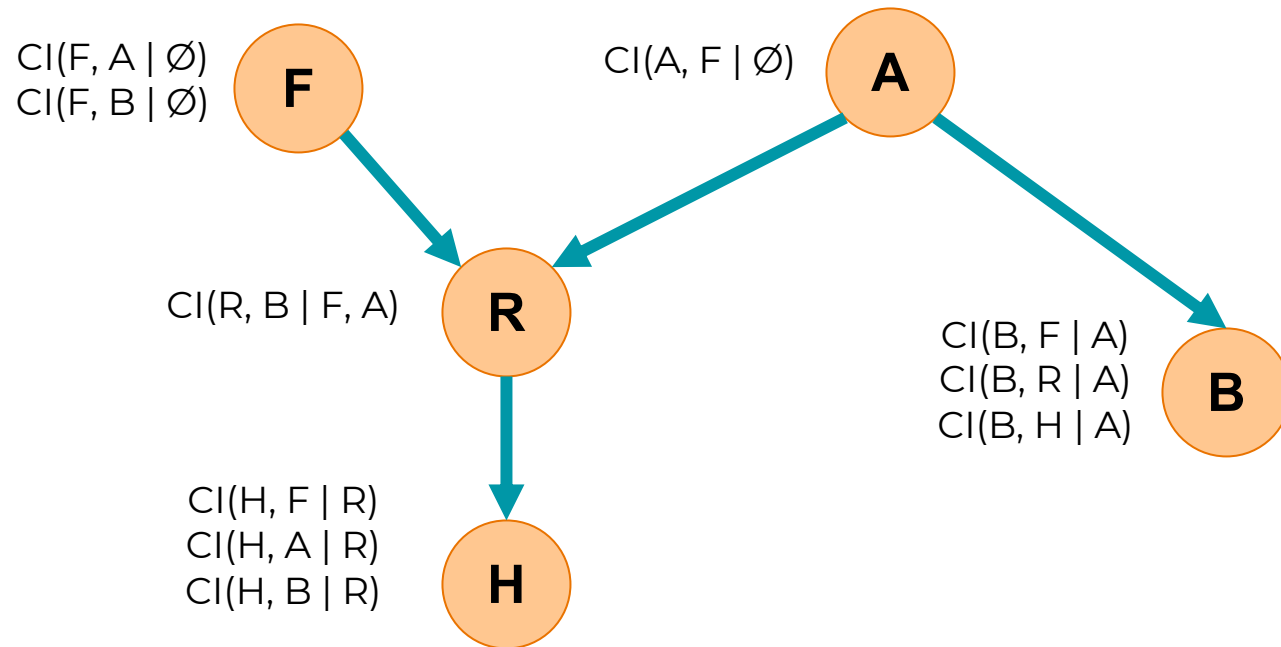 CI(F, A | Ø)
CI(F, B | Ø)
F
CI(A, F | Ø)
A
CI(R, B | F, A)
R
CI(B, F | A)
CI(B, R | A)
CI(B, H | A)
B
CI(H, F | R)
CI(H, A | R)
CI(H, B | R)
H